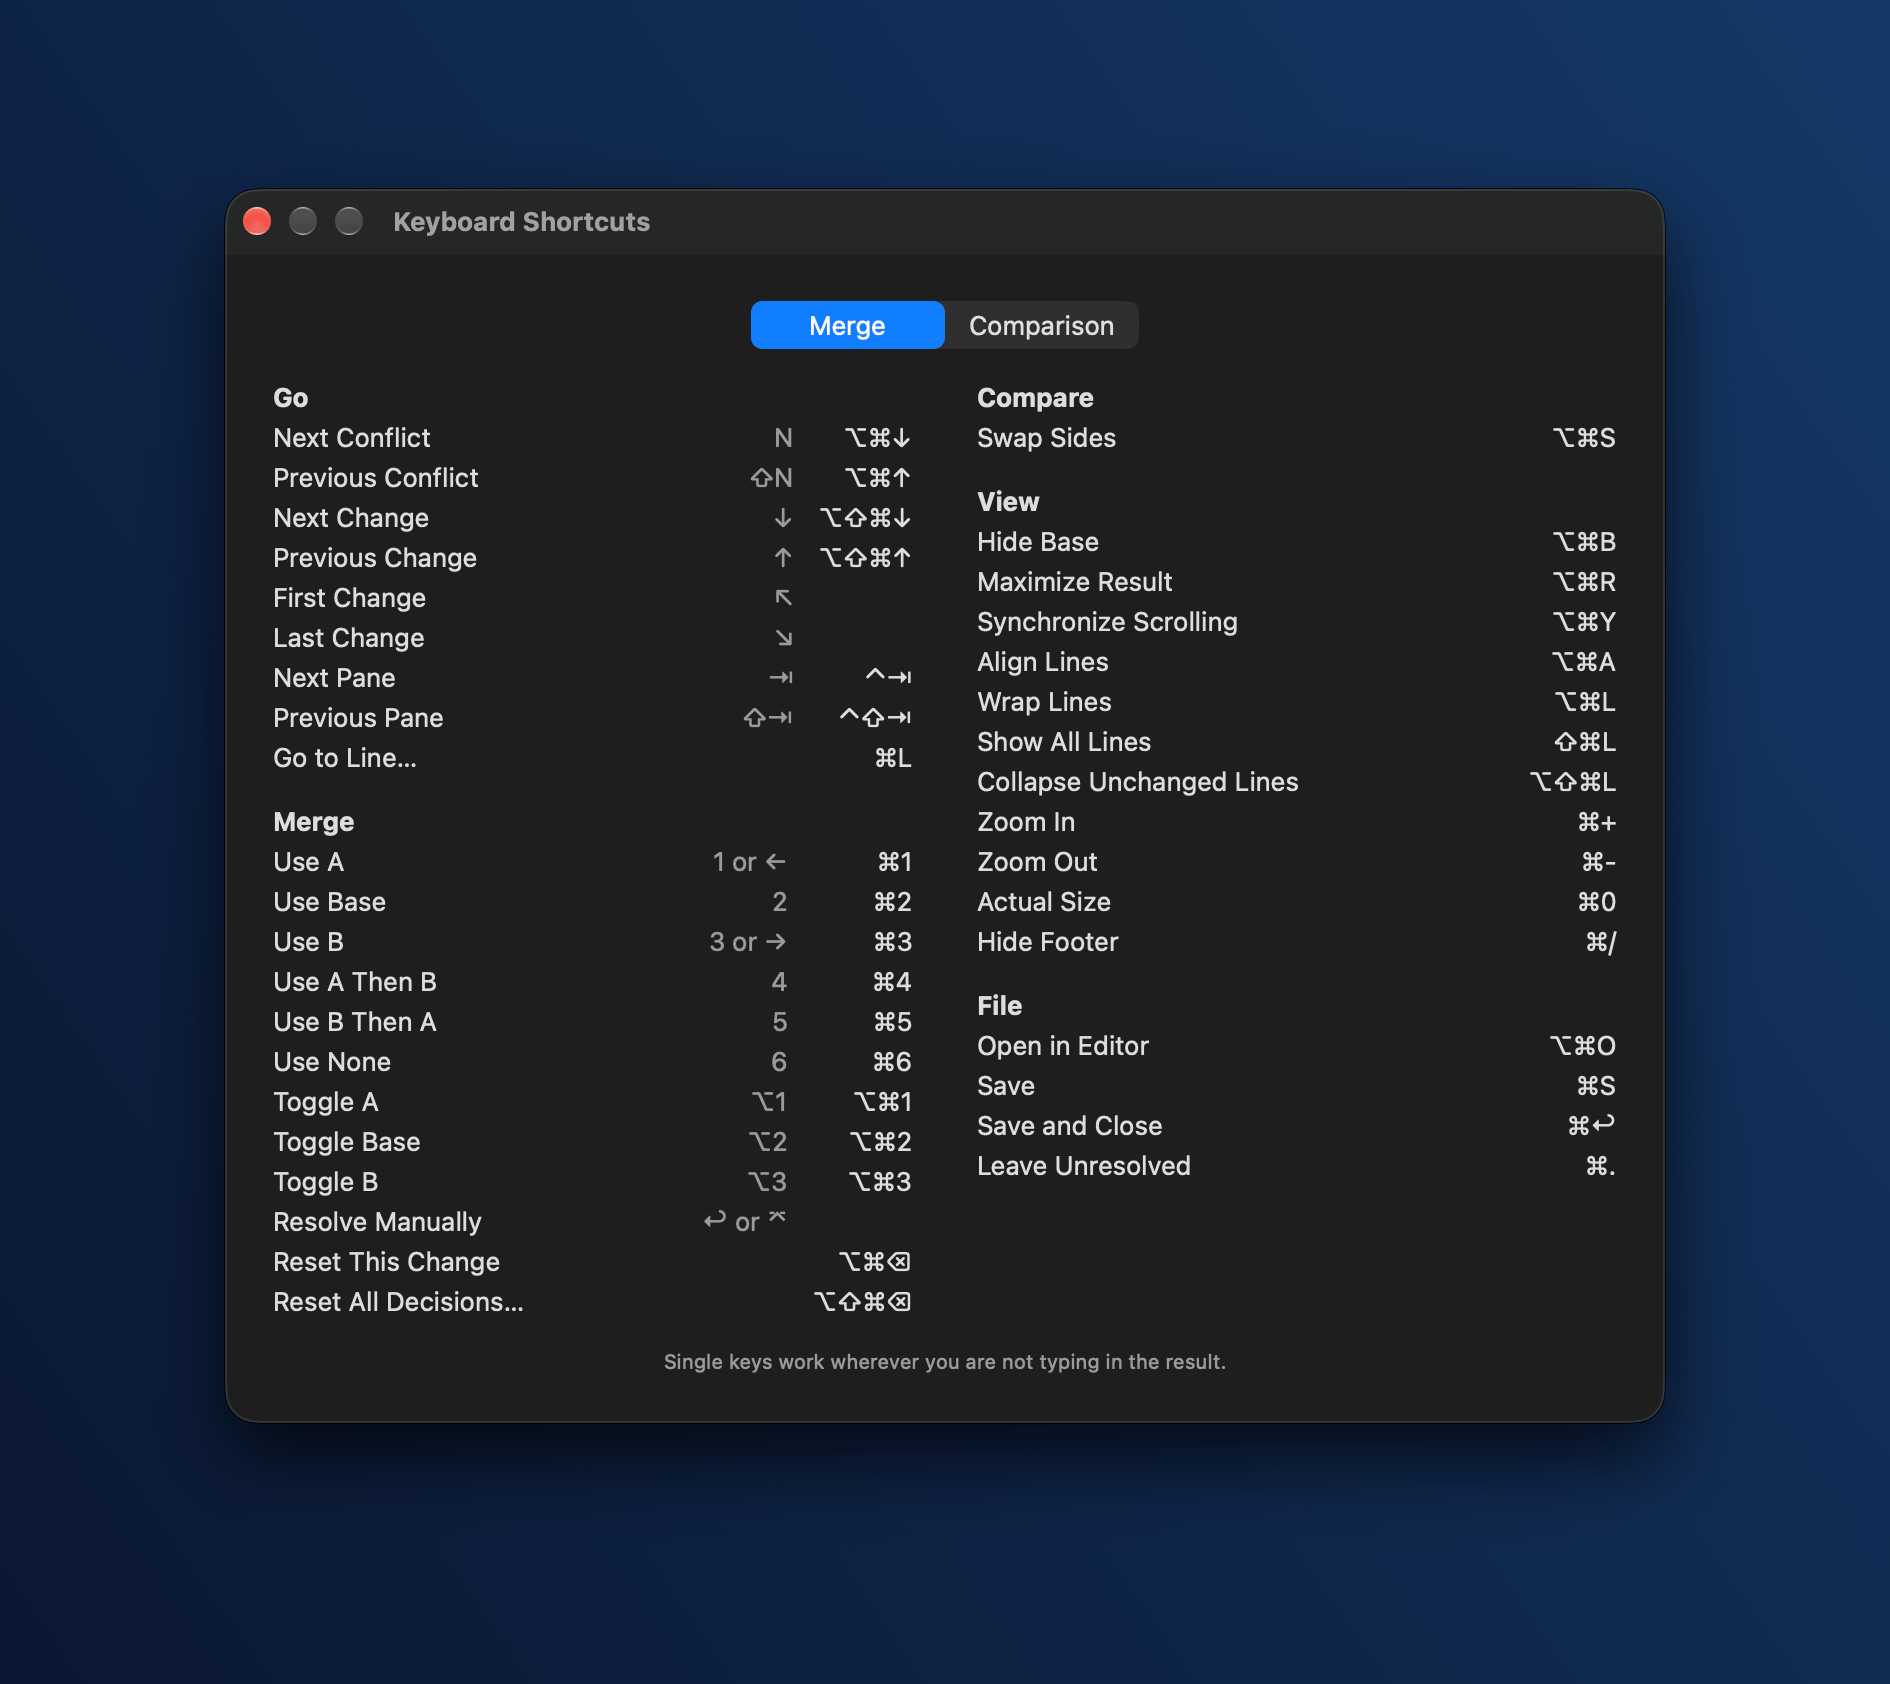 Keyboard Shortcuts
Merge
Comparison
Go
Next Conflict N ⌥⌘↓
Previous Conflict ⇧N ⌥⌘↑
Next Change ↓ ⌥⇧⌘↓
Previous Change ↑ ⌥⇧⌘↑
First Change ↖
Last Change ↘
Next Pane ⇥ ^⇥
Previous Pane ⇧⇥ ^⇧⇥
Go to Line... ⌘L
Merge
Use A 1 or ← ⌘1
Use Base 2 ⌘2
Use B 3 or → ⌘3
Use A Then B 4 ⌘4
Use B Then A 5 ⌘5
Use None 6 ⌘6
Toggle A ⌥1 ⌥⌘1
Toggle Base ⌥2 ⌥⌘2
Toggle B ⌥3 ⌥⌘3
Resolve Manually ↩ or ⌤
Reset This Change ⌥⌘⌫
Reset All Decisions... ⌥⇧⌘⌫
Compare
Swap Sides ⌥⌘S
View
Hide Base ⌥⌘B
Maximize Result ⌥⌘R
Synchronize Scrolling ⌥⌘Y
Align Lines ⌥⌘A
Wrap Lines ⌥⌘L
Show All Lines ⇧⌘L
Collapse Unchanged Lines ⌥⇧⌘L
Zoom In ⌘+
Zoom Out ⌘-
Actual Size ⌘0
Hide Footer ⌘/
File
Open in Editor ⌥⌘O
Save ⌘S
Save and Close ⌘↩
Leave Unresolved ⌘.
Single keys work wherever you are not typing in the result.